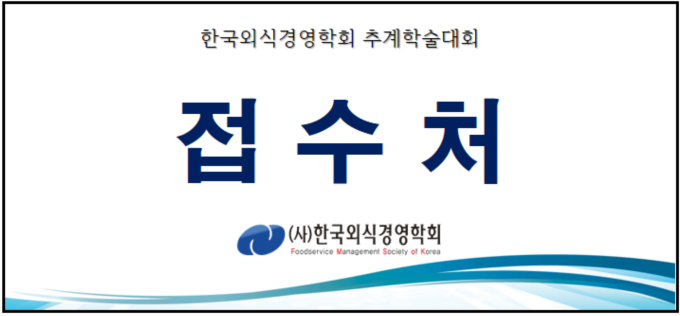 한국외식경영학회 추계학술대회
접 수 처
(사)한국외식경영학회
Foodservice Management Society of Korea